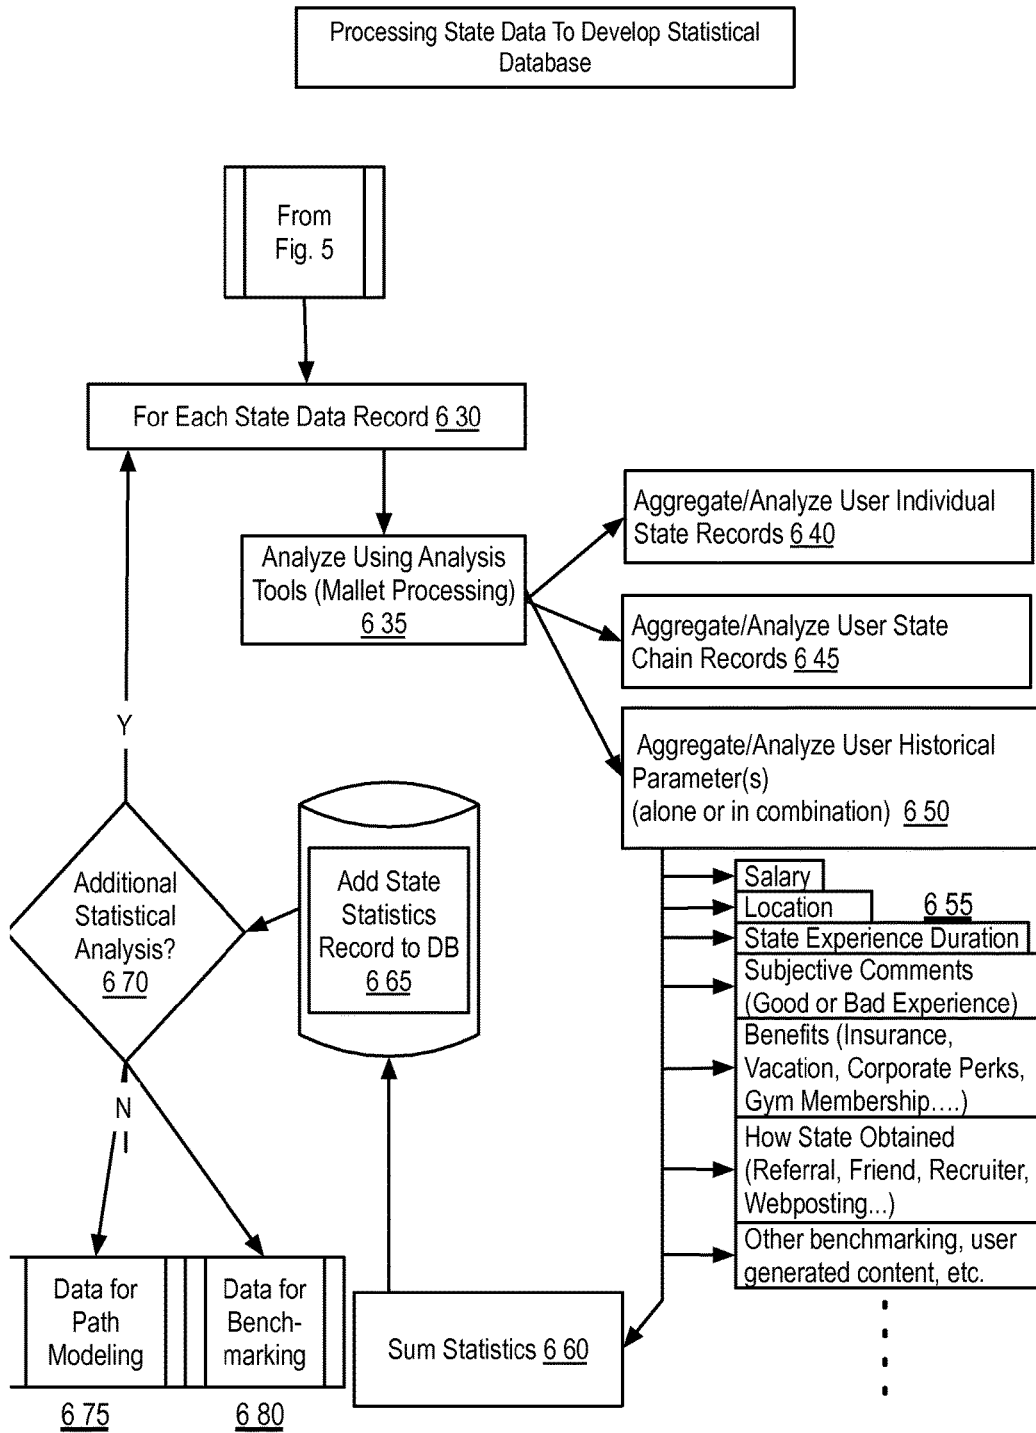 Processing State Data To Develop Statistical
Database
From
Fig. 5
For Each State Data Record 6 30
Analyze Using Analysis
Tools (Mallet Processing)
6 35
Aggregate/Analyze User Individual
State Records 6 40
Aggregate/Analyze User State
Chain Records 6 45
Aggregate/Analyze User Historical
Parameter(s)
(alone or in combination) 6 50
Salary
Location
6 55
State Experience Duration
Subjective Comments
(Good or Bad Experience)
Benefits (Insurance,
Vacation, Corporate Perks,
Gym Membership....)
How State Obtained
(Referral, Friend, Recruiter,
Webposting...)
Other benchmarking, user
generated content, etc.
Sum Statistics 6 60
Add State
Statistics
Record to DB
6 65
Additional
Statistical
Analysis?
6 70
Y
N
Data for
Path
Modeling
6 75
Data for
Bench-
marking
6 80